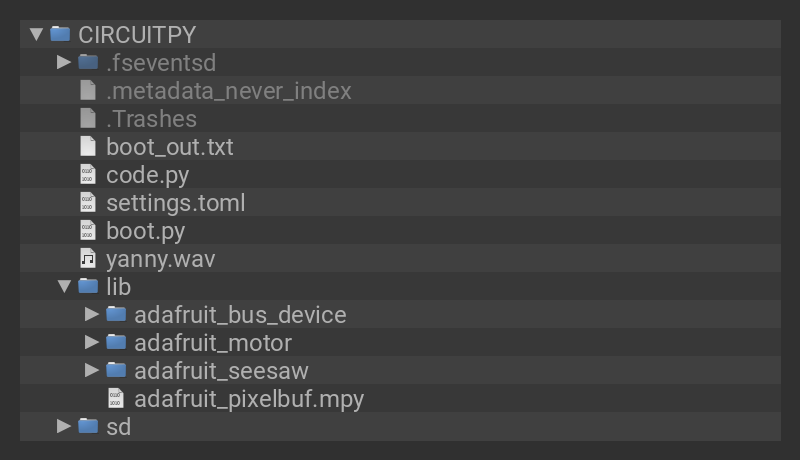 CIRCUITPY
.fseventsd
.metadata_never_index
.Trashes
boot_out.txt
code.py
settings.toml
boot.py
yanny.wav
lib
adafruit_bus_device
adafruit_motor
adafruit_seesaw
adafruit_pixelbuf.mpy
sd